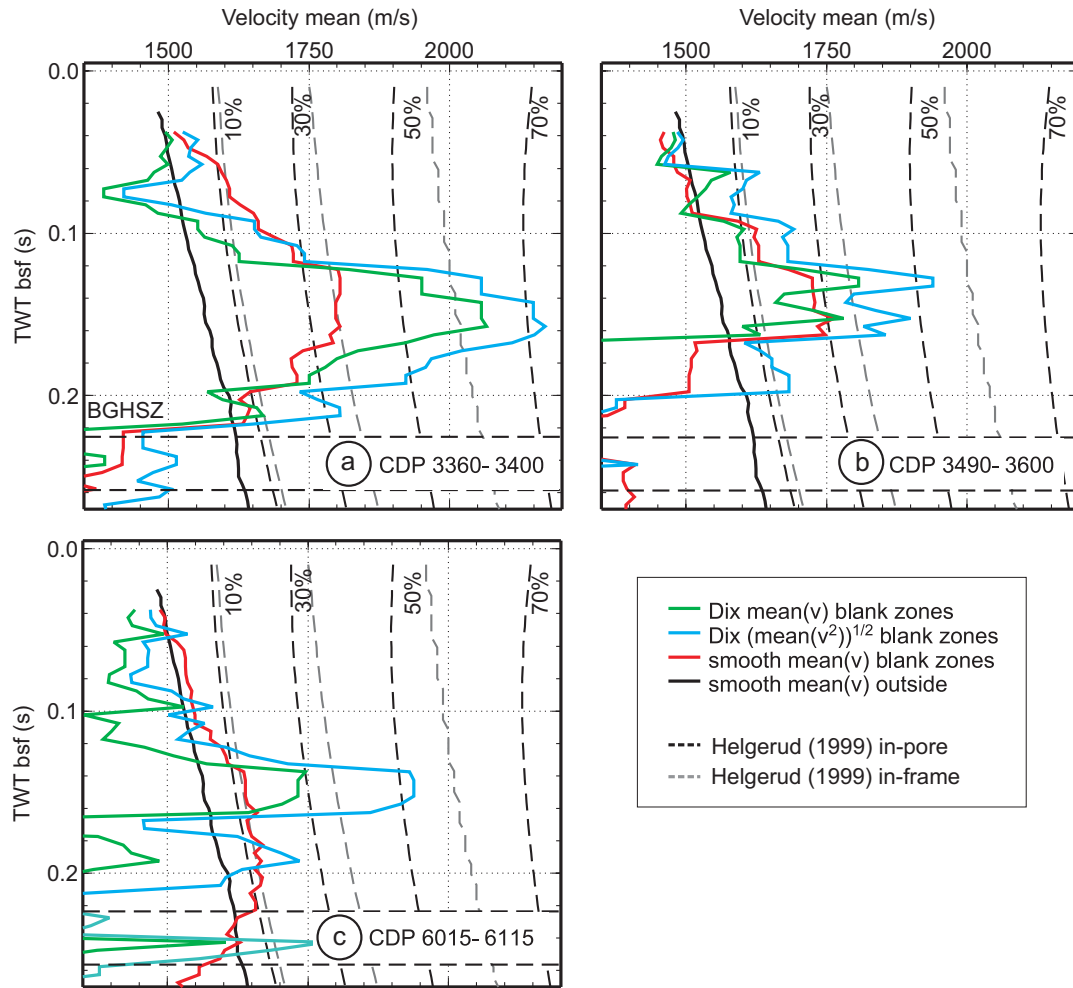 Velocity mean (m/s)
Velocity mean (m/s)
1500 1750 2000
1500 1750 2000
0.0
0.1
0.2
TWT bsf (s)
10%
30%
50%
70%
BGHSZ
a CDP 3360- 3400
10%
30%
50%
70%
b CDP 3490- 3600
0.0
0.1
0.2
TWT bsf (s)
10%
30%
50%
70%
c CDP 6015- 6115
Dix mean(v) blank zones
Dix (mean(v²))¹/² blank zones
smooth mean(v) blank zones
smooth mean(v) outside
Helgerud (1999) in-pore
Helgerud (1999) in-frame